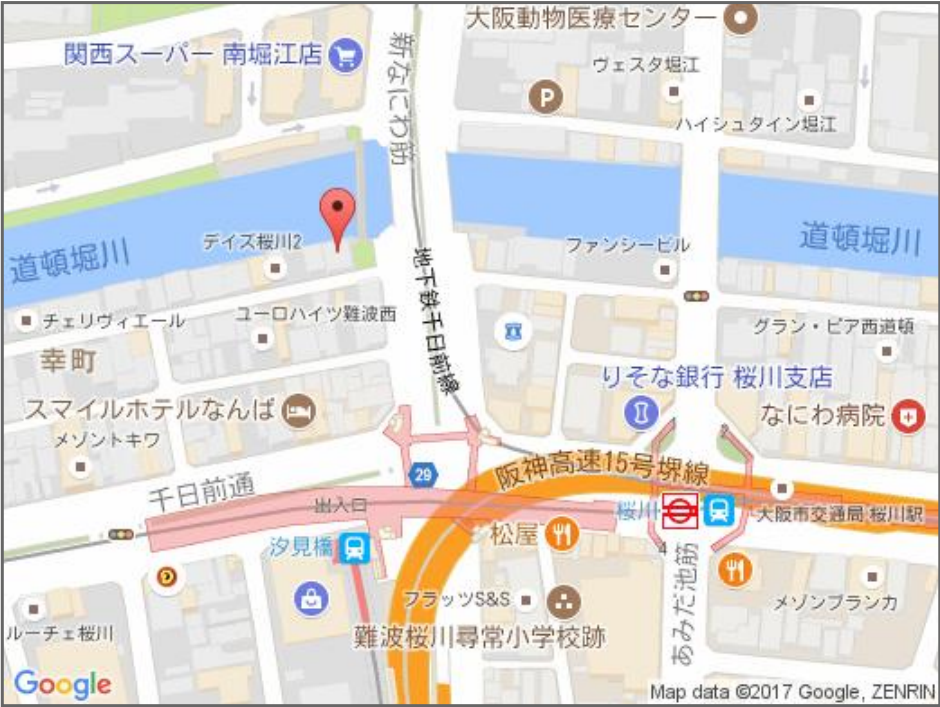 大阪動物医療センター
関西スーパー 南堀江店
新なにわ筋
ヴェスタ堀江
P
ハイシュタイン堀江
道頓堀川
デイズ桜川2
ファンシービル
道頓堀川
地下鉄千日前線
チェリヴィエール
ユーロハイツ難波西
グラン・ピア西道頓
幸町
りそな銀行 桜川支店
スマイルホテルなんば
なにわ病院
メゾントキワ
阪神高速15号堺線
29
千日前通
出入口
桜川
大阪市交通局 桜川駅
松屋
汐見橋
4
あみだ池筋
フラッツS&S
メゾンブランカ
ルーチェ桜川
難波桜川尋常小学校跡
Google
Map data ©2017 Google, ZENRIN